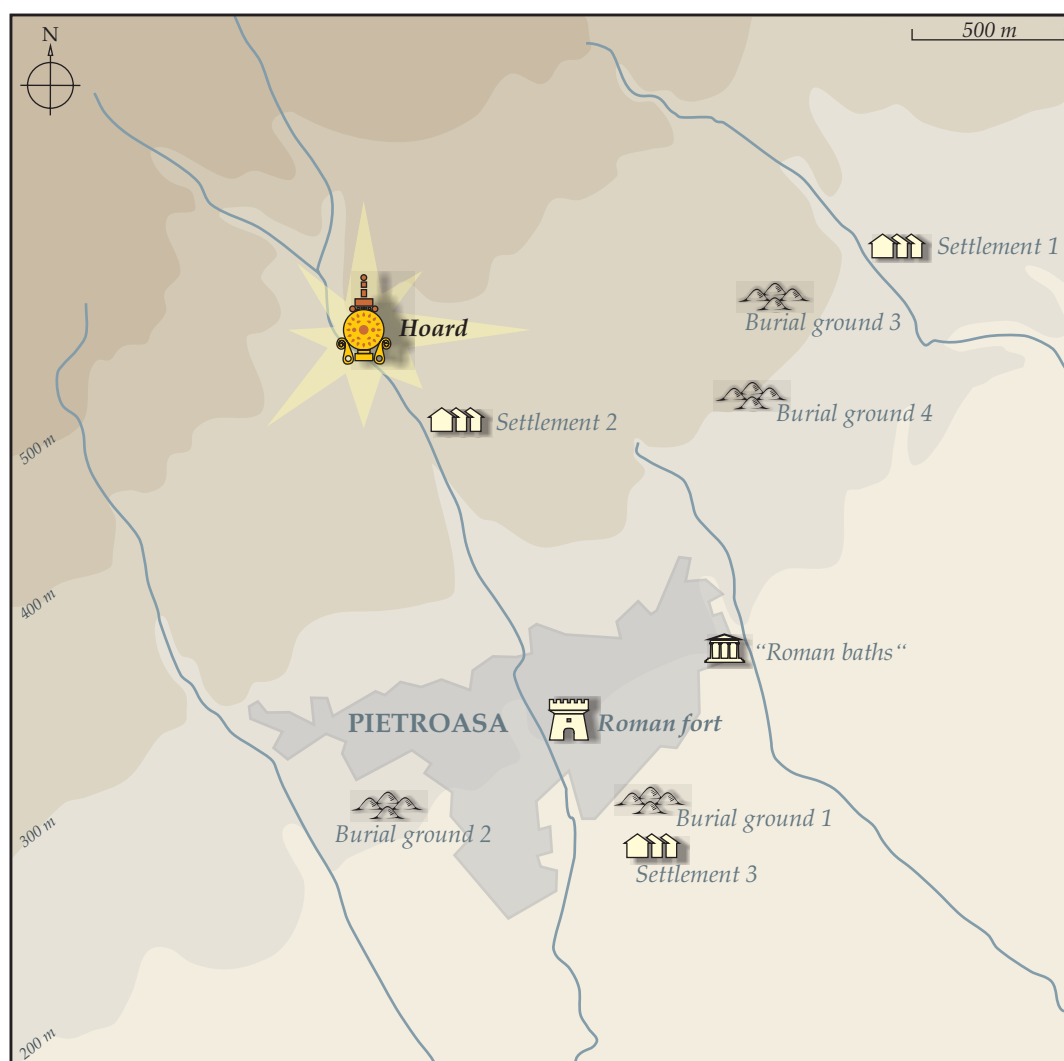 N
500 m
Settlement 1
Burial ground 3
Hoard
Burial ground 4
Settlement 2
500 m
400 m
"Roman baths"
PIETROASA
Roman fort
300 m
Burial ground 2
Burial ground 1
Settlement 3
200 m